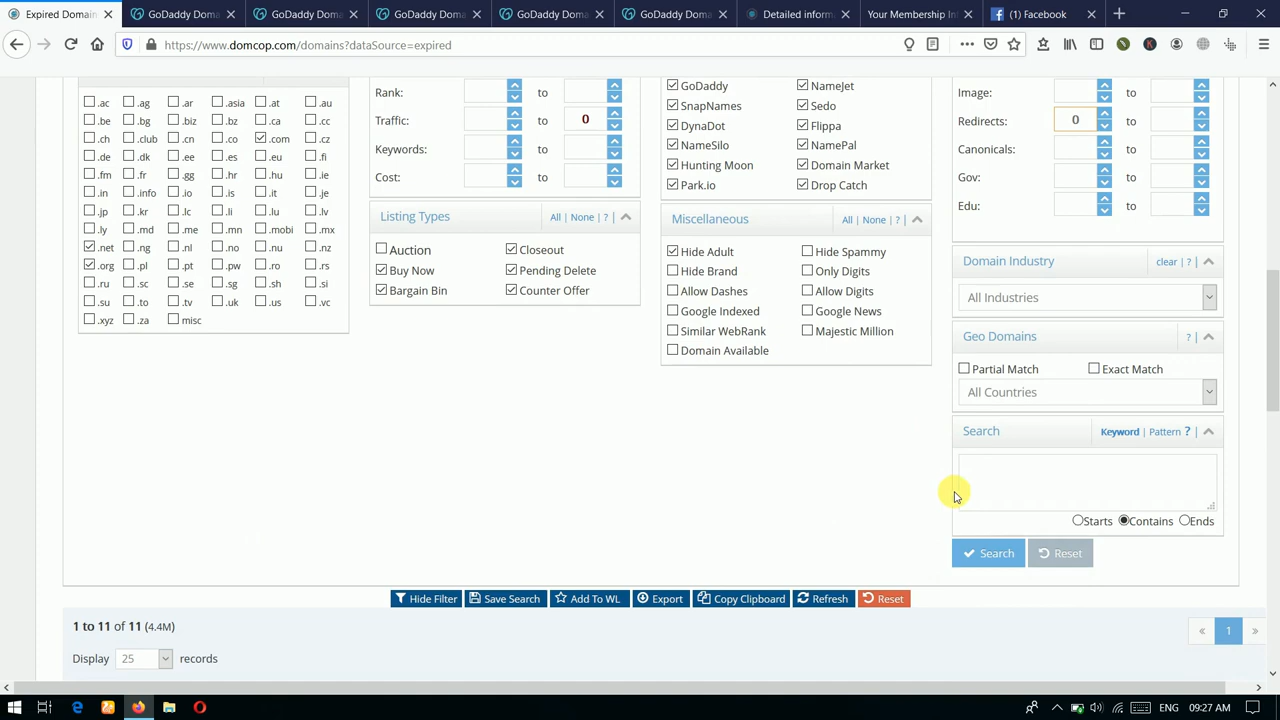 Expired Domain
GoDaddy Doma
GoDaddy Dom
GoDaddy Dom
GoDaddy Dom
GoDaddy Dom
Detailed inform
Your Membership In
(1) Facebook
https://www.domcop.com/domains?dataSource=expired
.ac .ag .ar .asia .at .au
.be .bg .biz .bz .ca .cc
.ch .club .cn .co .com .cz
.de .dk .ee .es .eu .fi
.fm .fr .gg .hr .hu .ie
.in .info .io .is .it .je
.jp .kr .lc .li .lu .lv
.ly .md .me .mn .mobi .mx
.net .ng .nl .no .nu .nz
.org .pl .pt .pw .ro .rs
.ru .sc .se .sg .sh .si
.su .to .tv .uk .us .vc
.xyz .za misc
Rank: to
Traffic: to 0
Keywords: to
Cost: to
Listing Types All | None | ? |
Auction Closeout
Buy Now Pending Delete
Bargain Bin Counter Offer
GoDaddy NameJet
SnapNames Sedo
DynaDot Flippa
NameSilo NamePal
Hunting Moon Domain Market
Park.io Drop Catch
Miscellaneous All | None | ? |
Hide Adult Hide Spammy
Hide Brand Only Digits
Allow Dashes Allow Digits
Google Indexed Google News
Similar WebRank Majestic Million
Domain Available
Image: to
Redirects: 0 to
Canonicals: to
Gov: to
Edu: to
Domain Industry clear | ? |
All Industries
Geo Domains ? |
Partial Match Exact Match
All Countries
Search Keyword | Pattern ? |
Starts Contains Ends
Search Reset
Hide Filter Save Search Add To WL Export Copy Clipboard Refresh Reset
1 to 11 of 11 (4.4M)
« 1 »
Display 25 records
ENG 09:27 AM